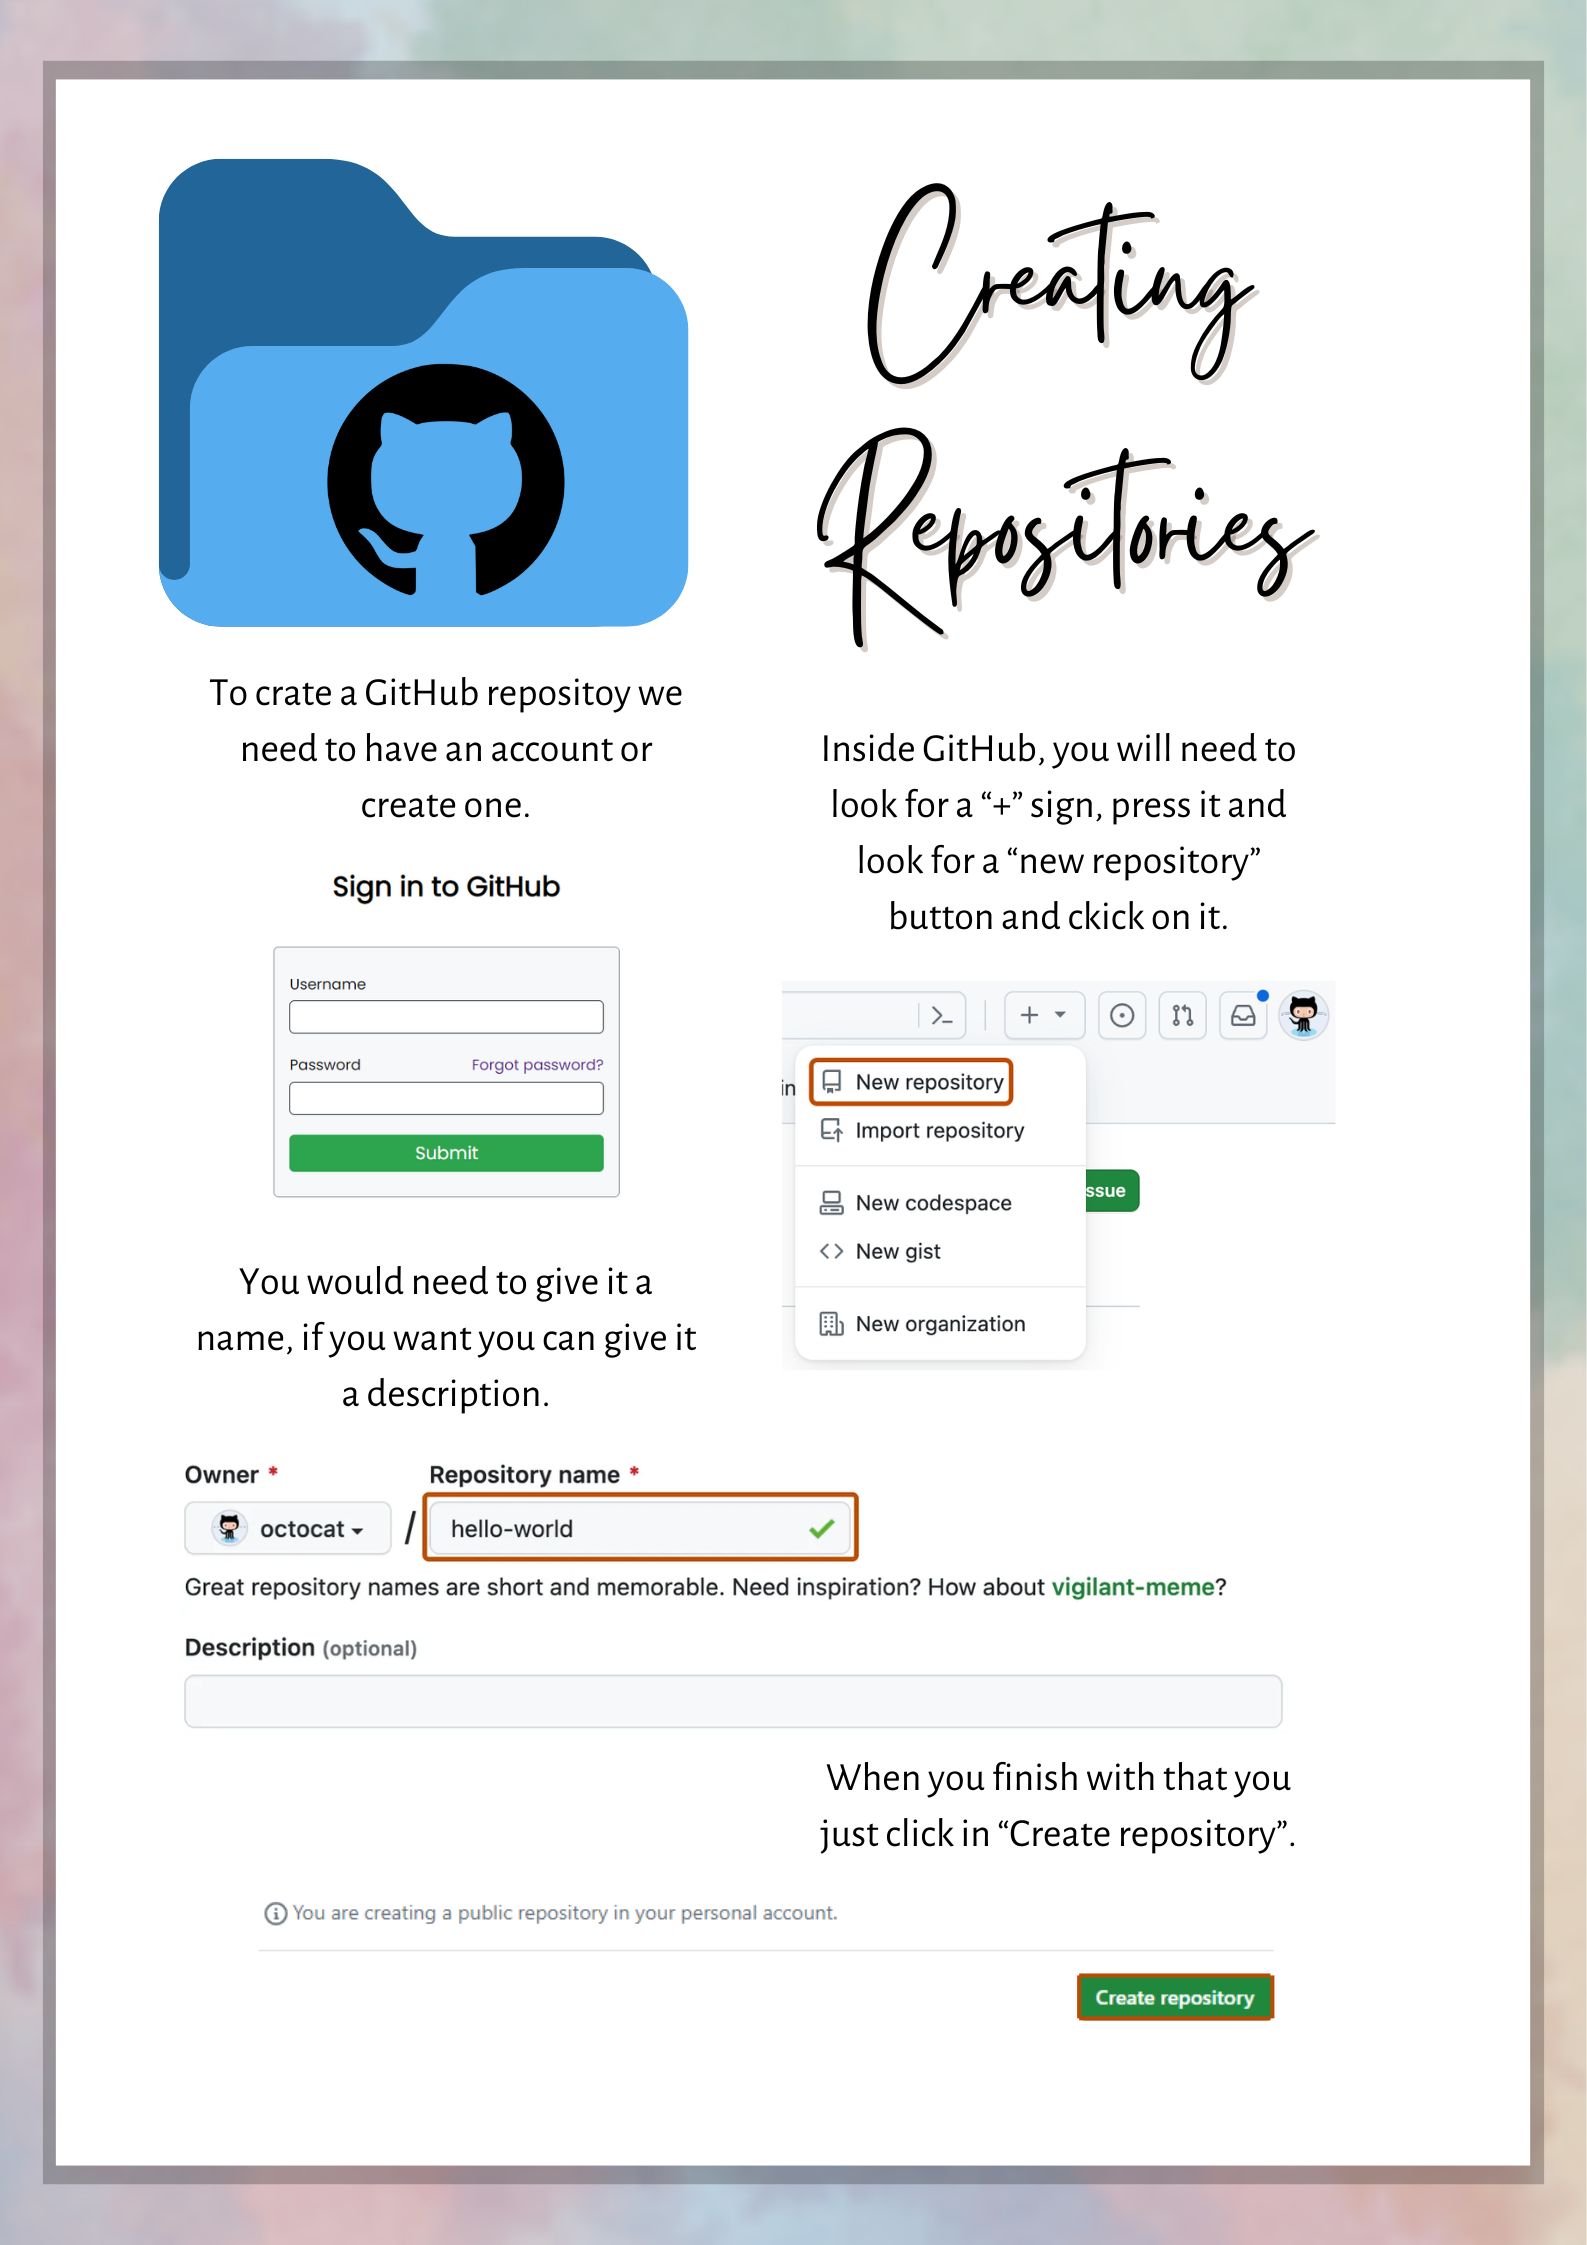 Creating
Repositories
To crate a GitHub repositoy we
need to have an account or
create one.
Sign in to GitHub
Username
Password Forgot password?
Submit
Inside GitHub, you will need to
look for a “+” sign, press it and
look for a “new repository”
button and ckick on it.
in
New repository
Import repository
ssue
New codespace
New gist
New organization
You would need to give it a
name, if you want you can give it
a description.
Owner * Repository name *
octocat / hello-world
Great repository names are short and memorable. Need inspiration? How about vigilant-meme?
Description (optional)
When you finish with that you
just click in “Create repository”.
You are creating a public repository in your personal account.
Create repository